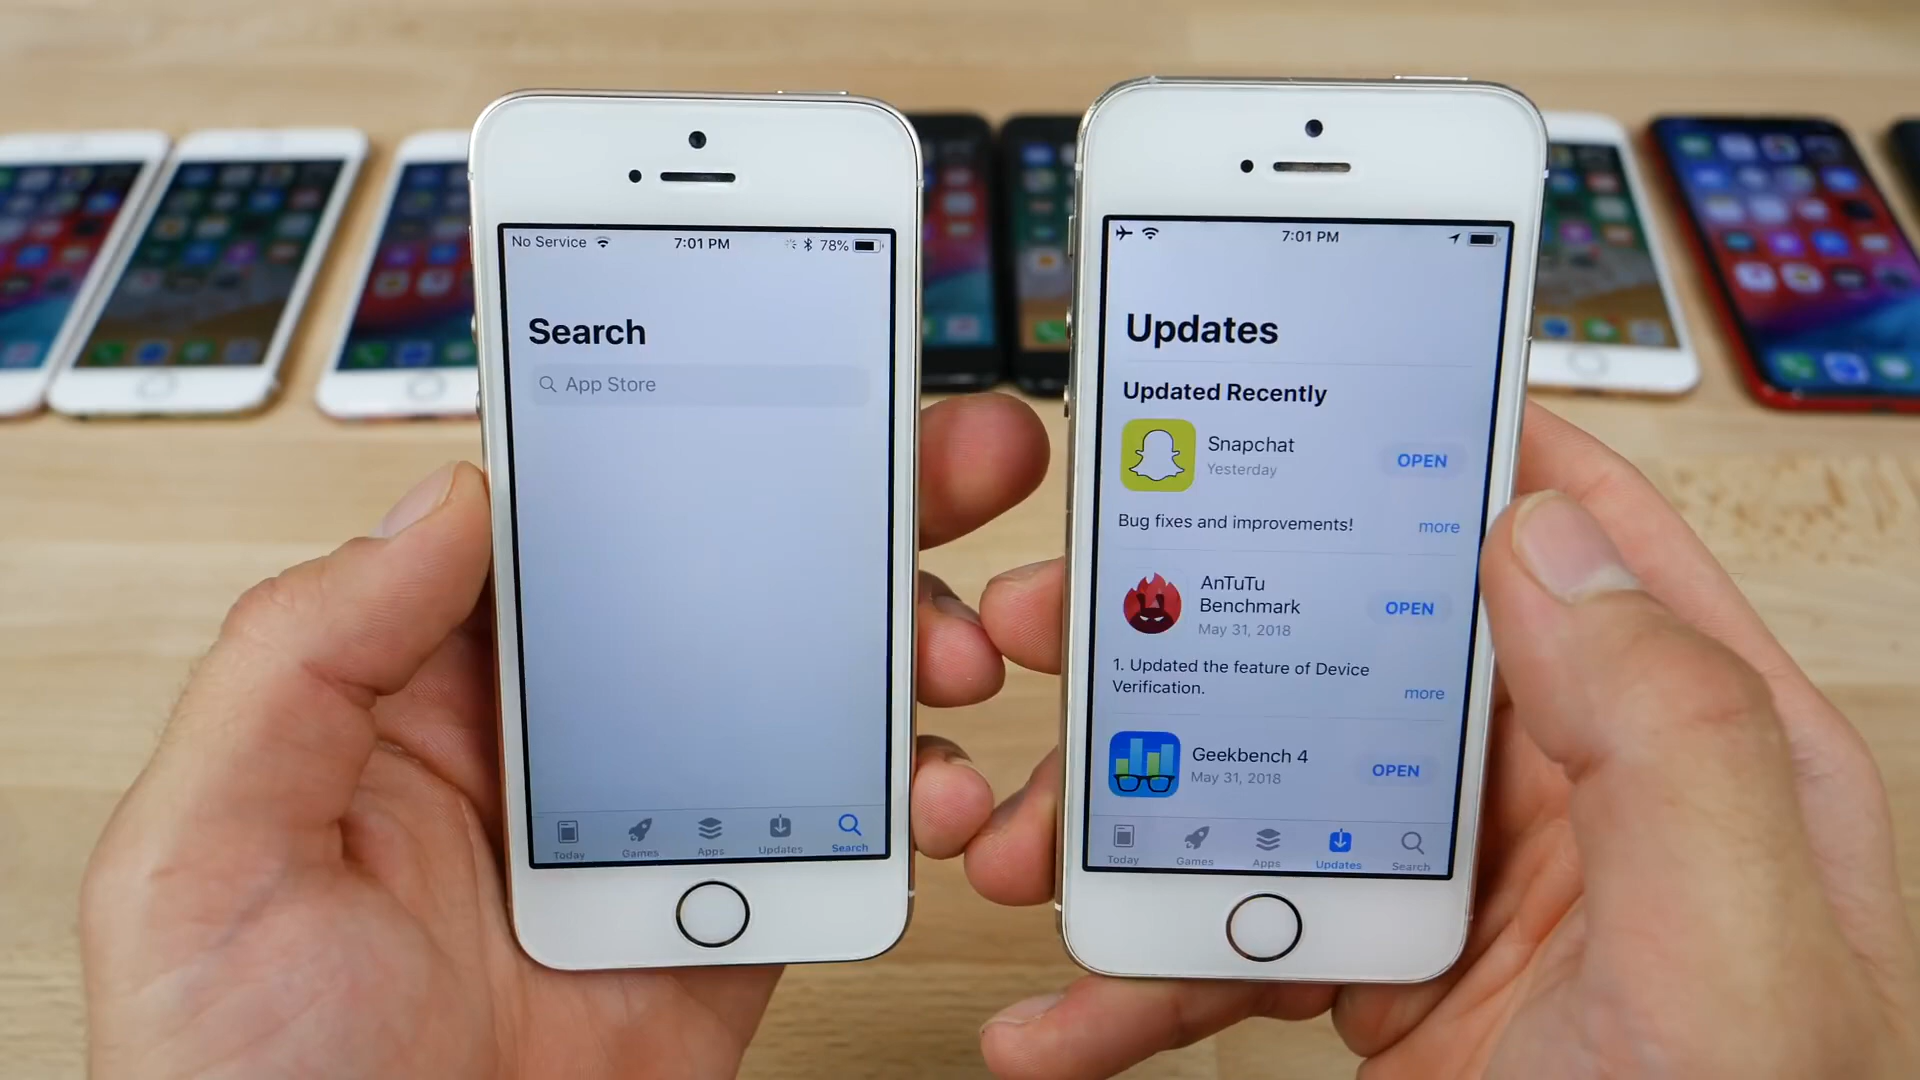 No Service 7:01 PM 78%
Search
App Store
Today Games Apps Updates Search
7:01 PM
Updates
Updated Recently
Snapchat
Yesterday
OPEN
Bug fixes and improvements!
more
AnTuTu
Benchmark
May 31, 2018
OPEN
1. Updated the feature of Device
Verification.
more
Geekbench 4
May 31, 2018
OPEN
Today Games Apps Updates Search